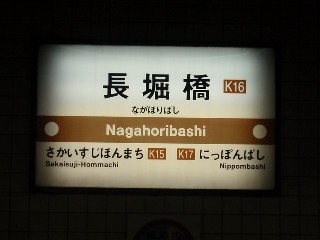 長堀橋 K16
ながほりばし
Nagahoribashi
さかいすじほんまち K15 K17 にっぽんばし
Sakaisuji-Hommachi Nippombashi